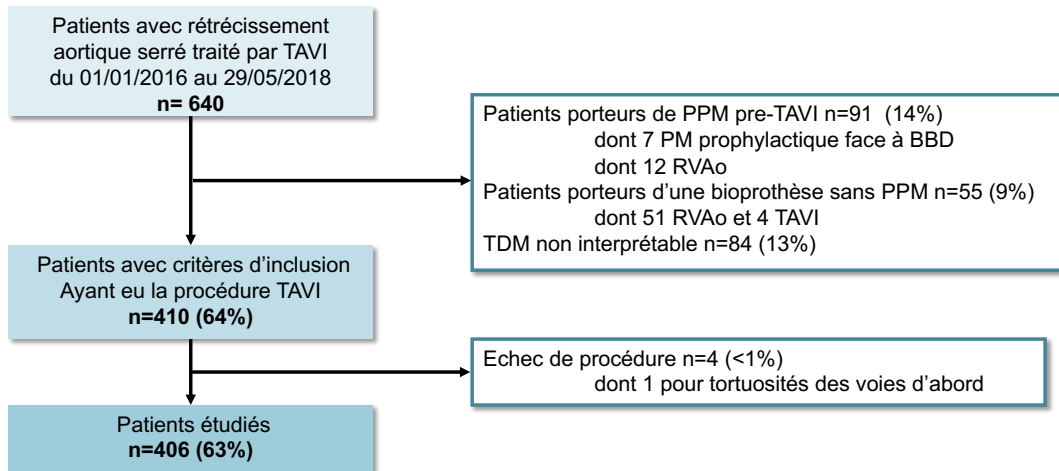 Patients avec rétrécissement
aortique serré traité par TAVI
du 01/01/2016 au 29/05/2018
n= 640
Patients porteurs de PPM pre-TAVI n=91 (14%)
dont 7 PM prophylactique face à BBD
dont 12 RVAo
Patients porteurs d'une bioprothèse sans PPM n=55 (9%)
dont 51 RVAo et 4 TAVI
TDM non interprétable n=84 (13%)
Patients avec critères d'inclusion
Ayant eu la procédure TAVI
n=410 (64%)
Echec de procédure n=4 (<1%)
dont 1 pour tortuosités des voies d'abord
Patients étudiés
n=406 (63%)